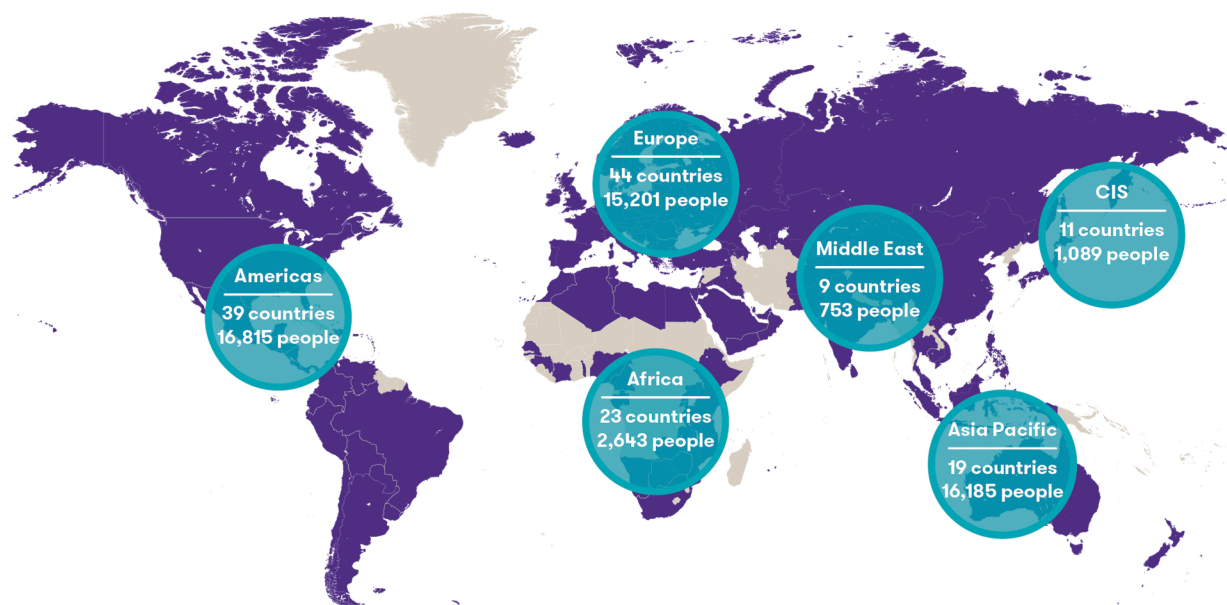 Europe
44 countries
15,201 people
CIS
11 countries
1,089 people
Middle East
9 countries
753 people
Americas
39 countries
16,815 people
Africa
23 countries
2,643 people
Asia Pacific
19 countries
16,185 people